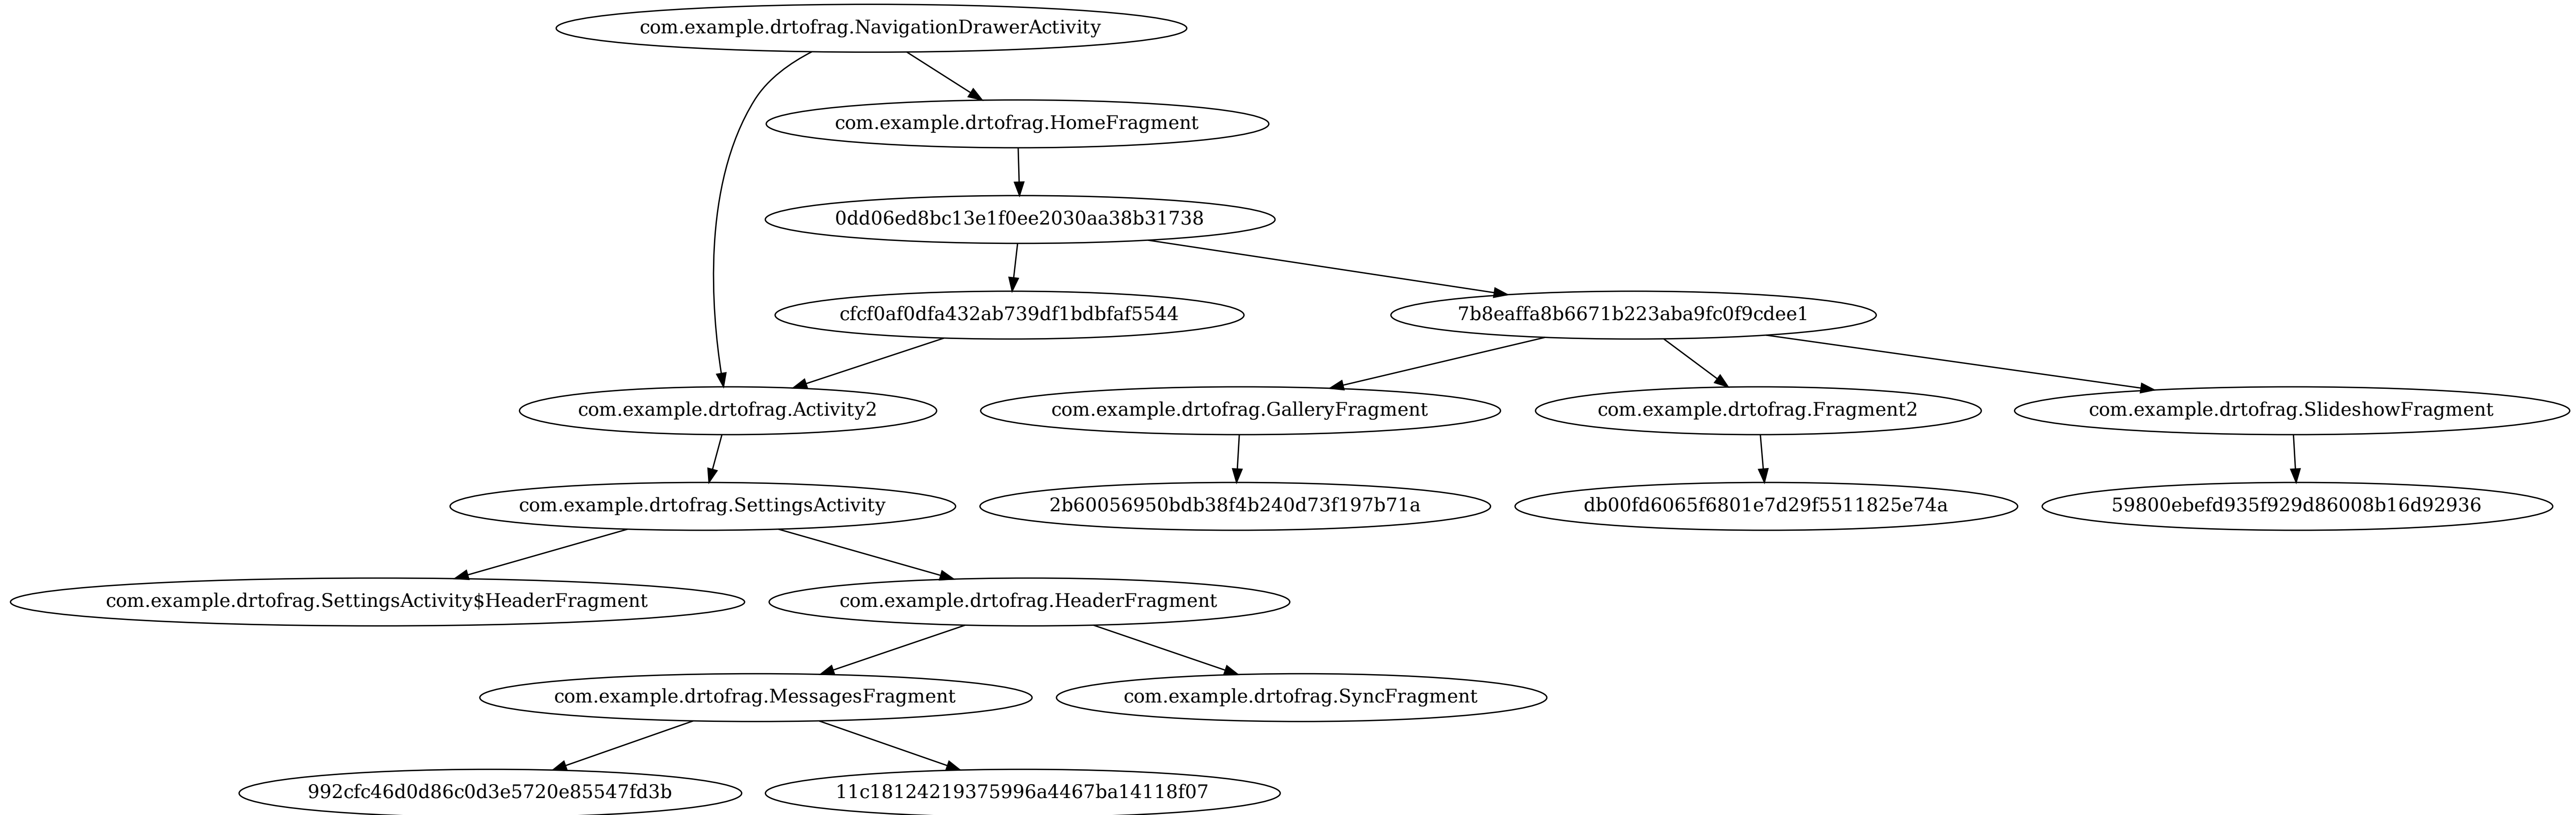 com.example.drtofrag.NavigationDrawerActivity
com.example.drtofrag.HomeFragment
0dd06ed8bc13e1f0ee2030aa38b31738
cfcf0af0dfa432ab739df1bdbfaf5544
7b8eaffa8b6671b223aba9fc0f9cdee1
com.example.drtofrag.Activity2
com.example.drtofrag.GalleryFragment
com.example.drtofrag.Fragment2
com.example.drtofrag.SlideshowFragment
com.example.drtofrag.SettingsActivity
2b60056950bdb38f4b240d73f197b71a
db00fd6065f6801e7d29f5511825e74a
59800ebefd935f929d86008b16d92936
com.example.drtofrag.SettingsActivity$HeaderFragment
com.example.drtofrag.HeaderFragment
com.example.drtofrag.MessagesFragment
com.example.drtofrag.SyncFragment
992cfc46d0d86c0d3e5720e85547fd3b
11c18124219375996a4467ba14118f07